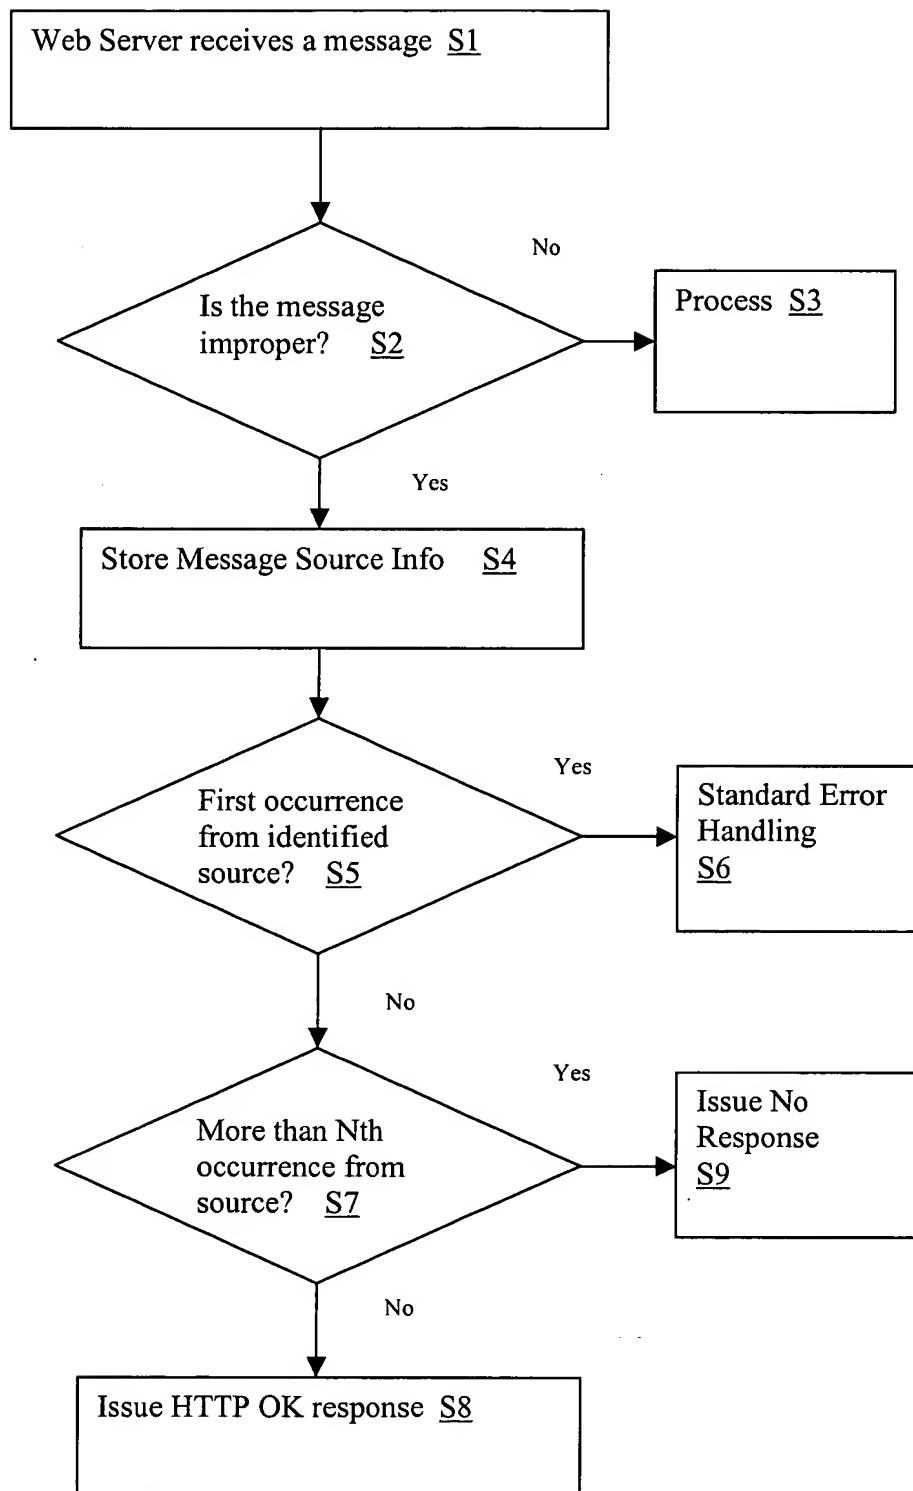 Web Server receives a message S1
No
Is the message
improper? S2
Process S3
Yes
Store Message Source Info S4
Yes
First occurrence
from identified
source? S5
Standard Error
Handling
S6
No
Yes
More than Nth
occurrence from
source? S7
Issue No
Response
S9
No
Issue HTTP OK response S8